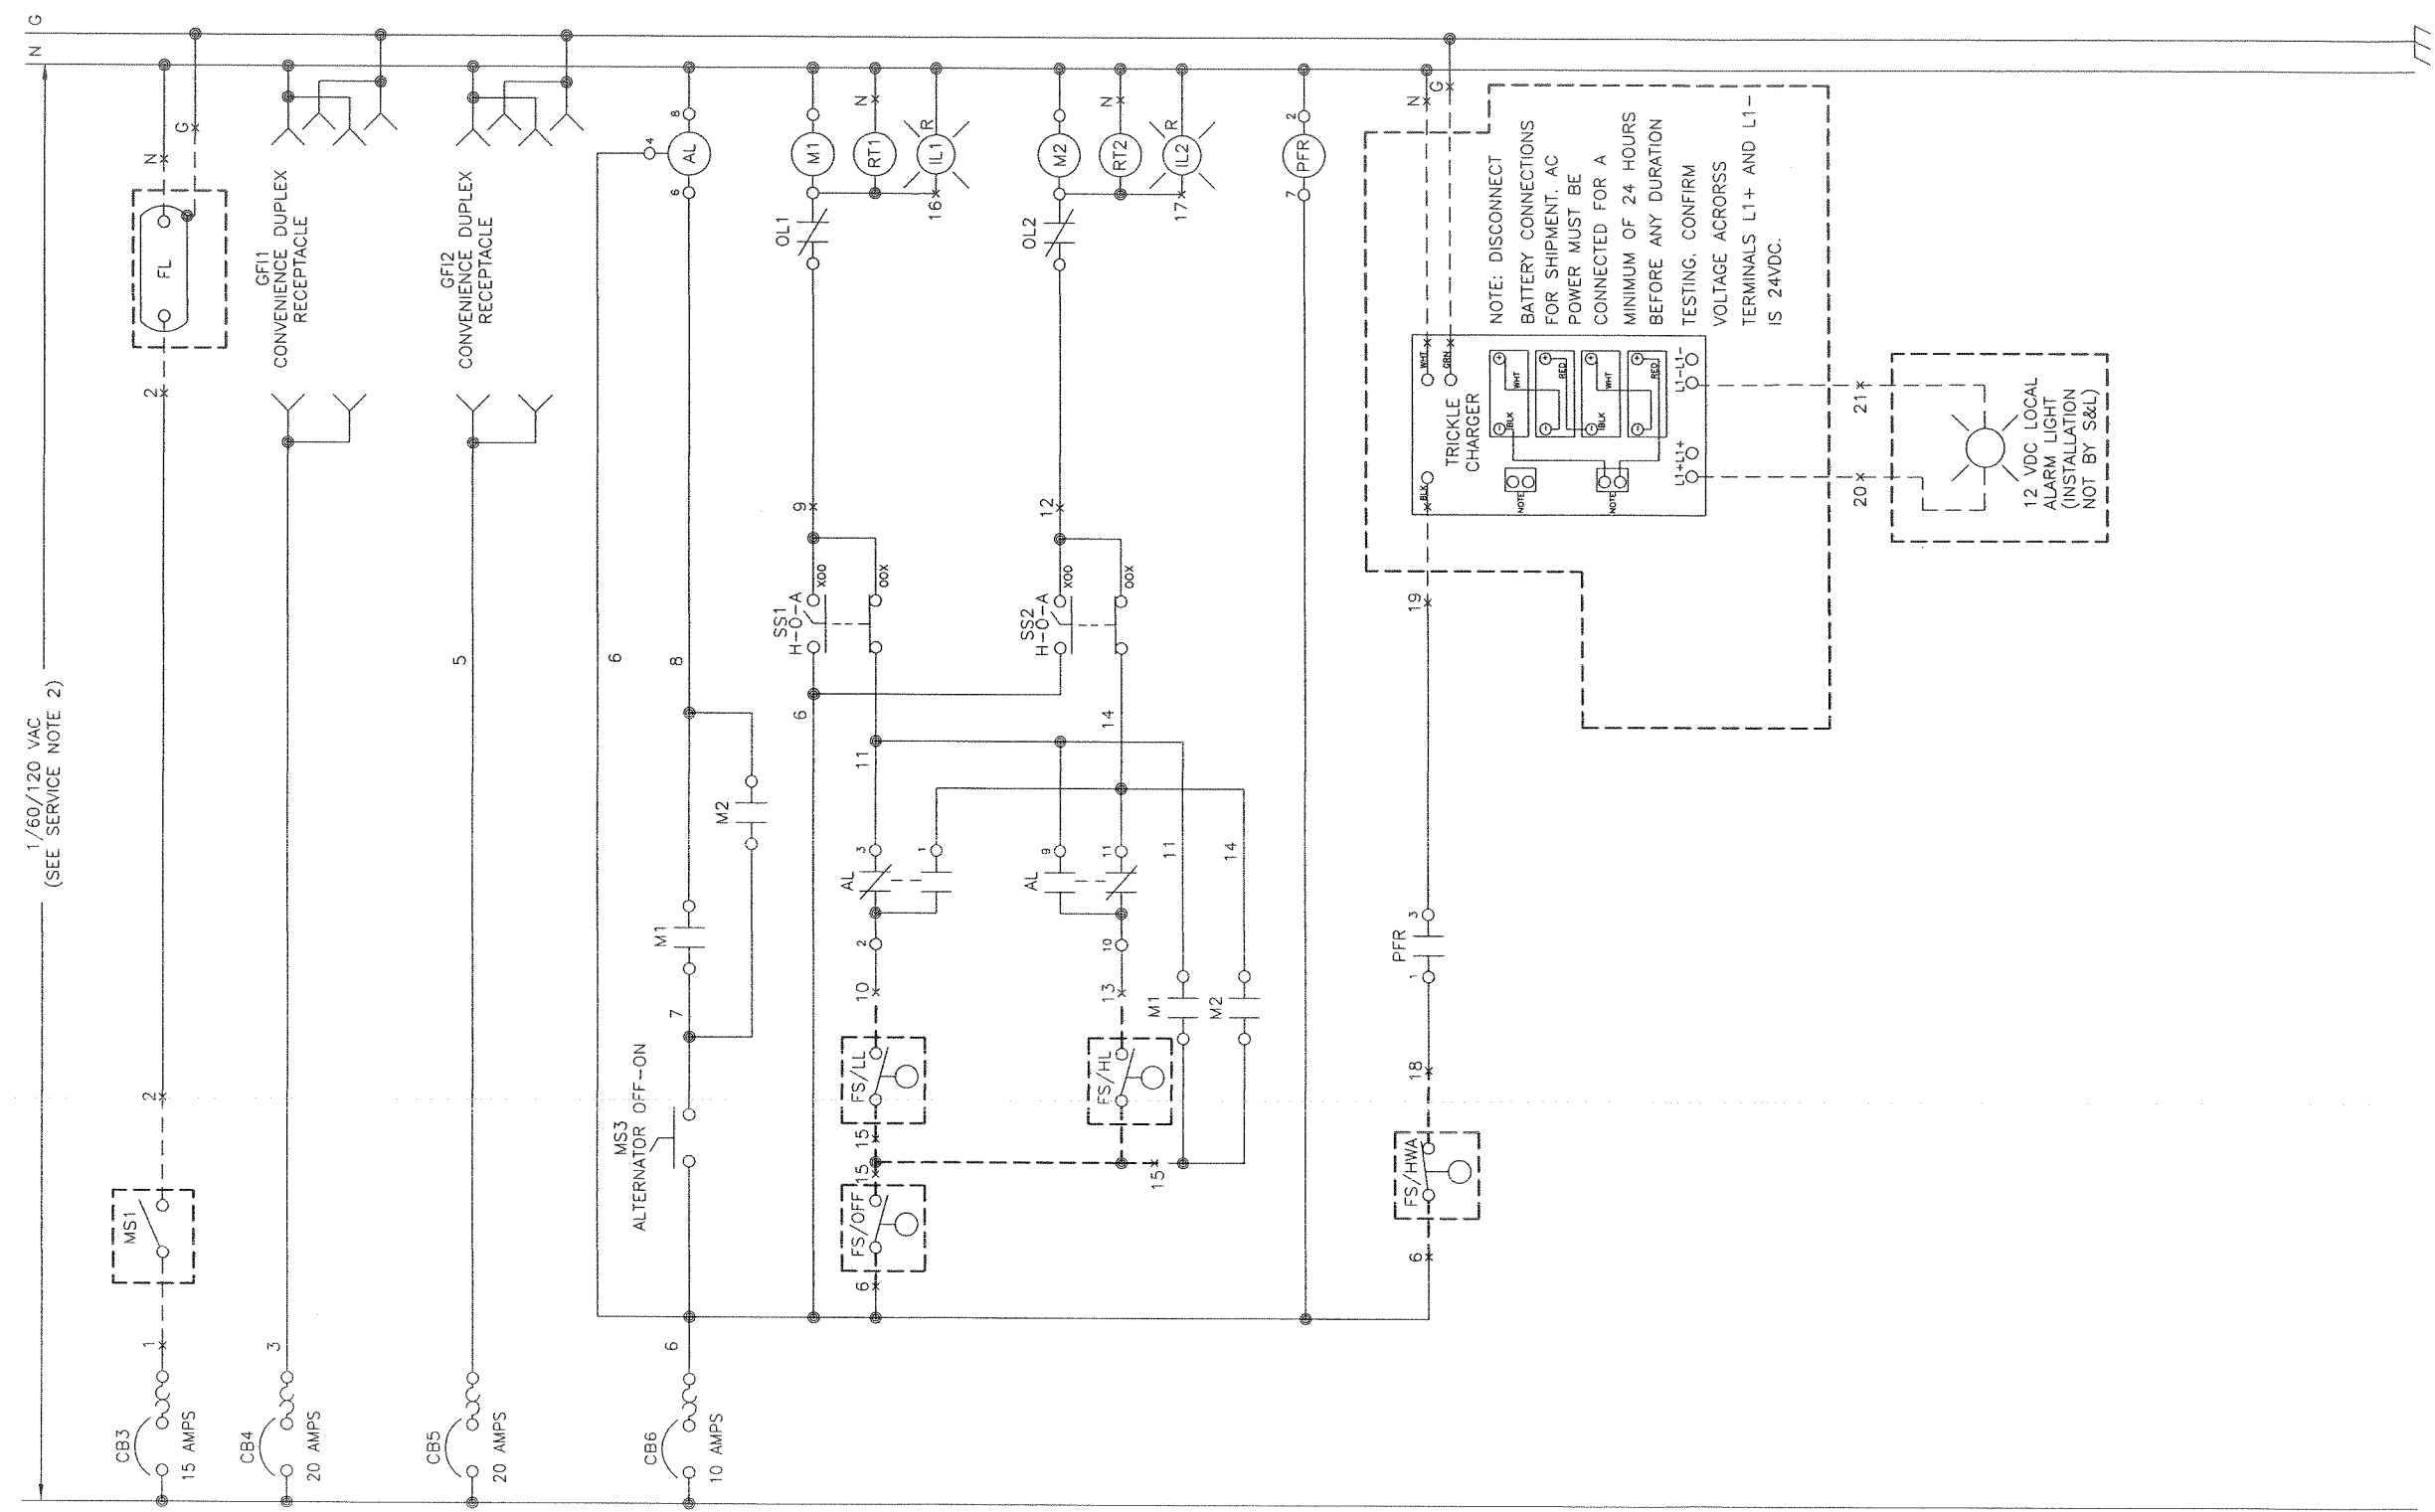 G
N
1/60/120 VAC
(SEE SERVICE NOTE 2)
CB3
15 AMPS
1
MS1
2
2
FL
N
G
CB4
20 AMPS
3
GFI1
CONVENIENCE DUPLEX
RECEPTACLE
CB5
20 AMPS
5
GFI2
CONVENIENCE DUPLEX
RECEPTACLE
CB6
10 AMPS
6
6
MS3
ALTERNATOR OFF-ON
7
M1
M2
8
6
AL
4
8
6
SS1
H-O-A
XOO
OOX
9
OL1
M1
RT1
N
IL1
R
16
6
FS/OFF
15
15
FS/LL
10
2
AL
3
1
11
SS2
H-O-A
XOO
OOX
12
OL2
M2
RT2
N
IL2
R
17
15
FS/HL
13
10
AL
9
11
14
M1
11
M2
14
7
PFR
2
6
FS/HWA
18
1
PFR
3
19
BLK
WHT
GRN
N
G
TRICKLE
CHARGER
NOTE
NOTE
BLK
WHT
RED
BLK
WHT
RED
L1+L1+
L1-L1-
NOTE: DISCONNECT
BATTERY CONNECTIONS
FOR SHIPMENT. AC
POWER MUST BE
CONNECTED FOR A
MINIMUM OF 24 HOURS
BEFORE ANY DURATION
TESTING. CONFIRM
VOLTAGE ACRORSS
TERMINALS L1+ AND L1-
IS 24VDC.
20
21
12 VDC LOCAL
ALARM LIGHT
(INSTALLATION
NOT BY S&L)